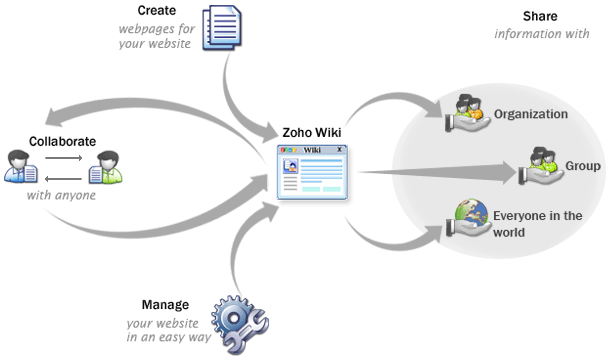 Create
webpages for
your website
Share
information with
Organization
Group
Everyone in the
world
Zoho Wiki
Wiki X
Collaborate
with anyone
Manage
your website
in an easy way